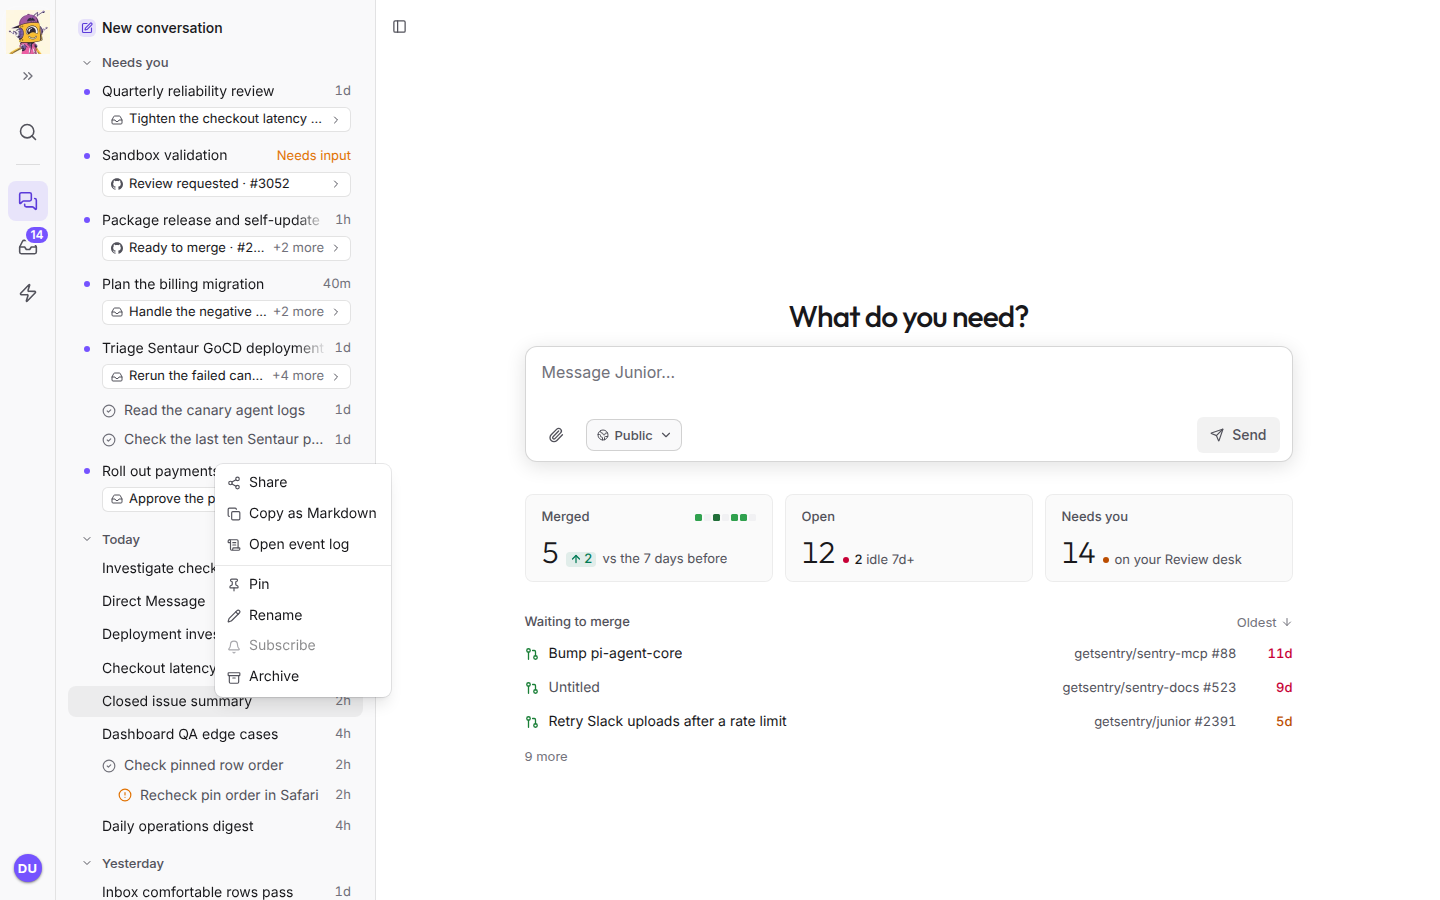 New conversation
Needs you
Quarterly reliability review 1d
Tighten the checkout latency ...
Sandbox validation Needs input
Review requested · #3052
Package release and self-update 1h
Ready to merge · #2... +2 more
14
Plan the billing migration 40m
Handle the negative ... +2 more
Triage Sentaur GoCD deployment 1d
Rerun the failed can... +4 more
Read the canary agent logs 1d
Check the last ten Sentaur p... 1d
Roll out payments
Approve the p
Share
Copy as Markdown
Open event log
Pin
Rename
Subscribe
Archive
Today
Investigate check
Direct Message
Deployment inves
Checkout latency
Closed issue summary 2h
Dashboard QA edge cases 4h
Check pinned row order 2h
Recheck pin order in Safari 2h
Daily operations digest 4h
Yesterday
Inbox comfortable rows pass 1d
DU
What do you need?
Message Junior...
Public
Send
Merged
5 2 vs the 7 days before
Open
12 2 idle 7d+
Needs you
14 on your Review desk
Waiting to merge Oldest
Bump pi-agent-core getsentry/sentry-mcp #88 11d
Untitled getsentry/sentry-docs #523 9d
Retry Slack uploads after a rate limit getsentry/junior #2391 5d
9 more